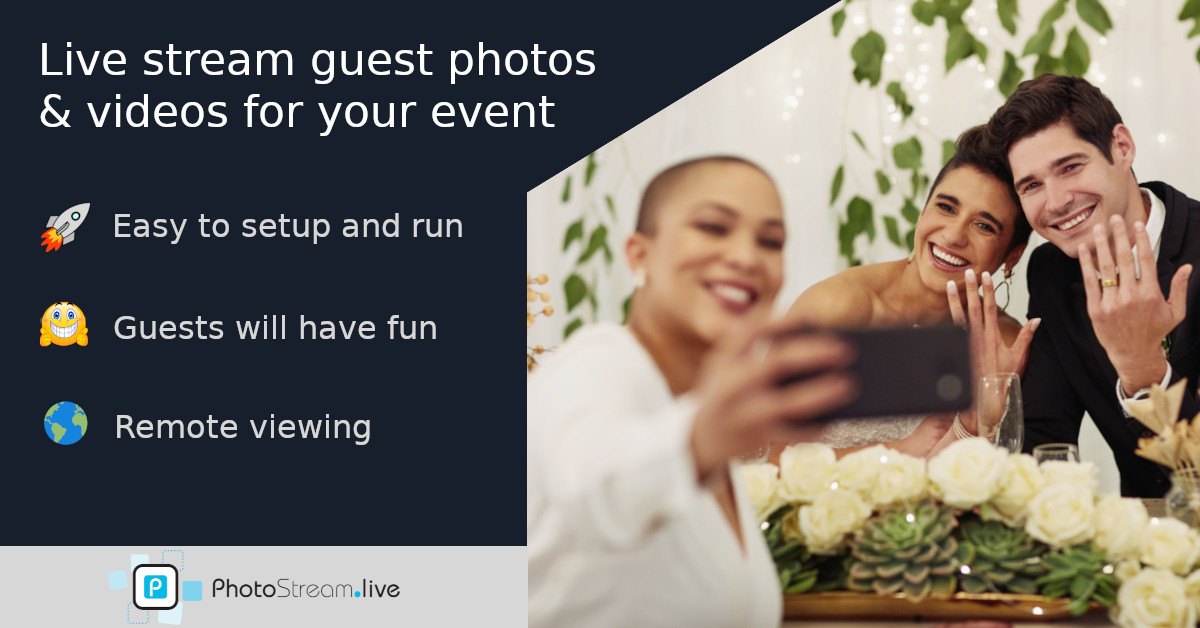 Live stream guest photos
& videos for your event
Easy to setup and run
Guests will have fun
Remote viewing
P PhotoStream.live